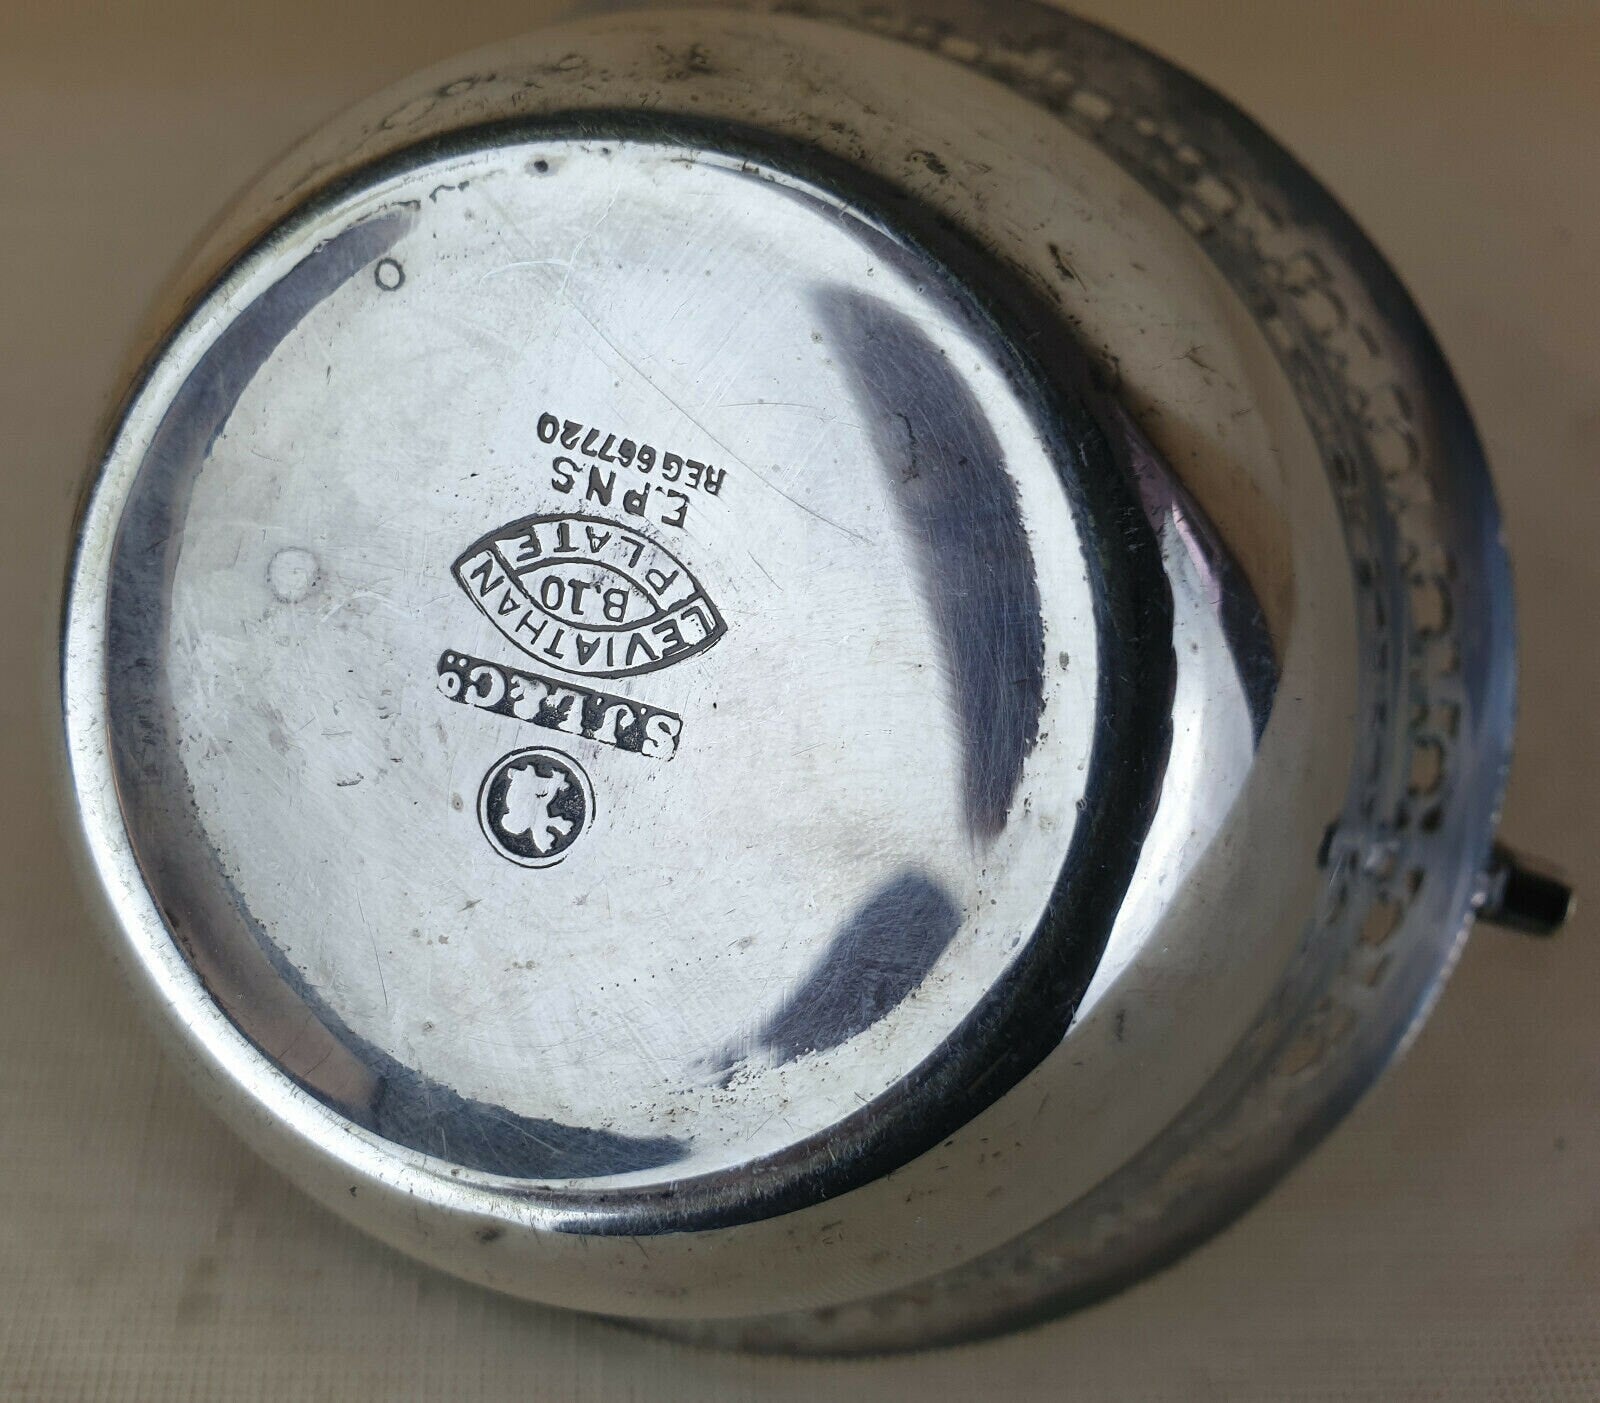 S.J.L.&Co.
LEVIATHAN
B.10
PLATE
E.P.N.S
REG 667720